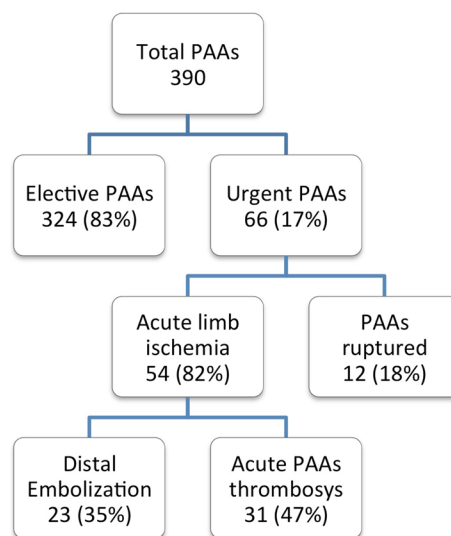 Total PAAs
390
Elective PAAs
324 (83%)
Urgent PAAs
66 (17%)
Acute limb
ischemia
54 (82%)
PAAs
ruptured
12 (18%)
Distal
Embolization
23 (35%)
Acute PAAs
thrombosys
31 (47%)